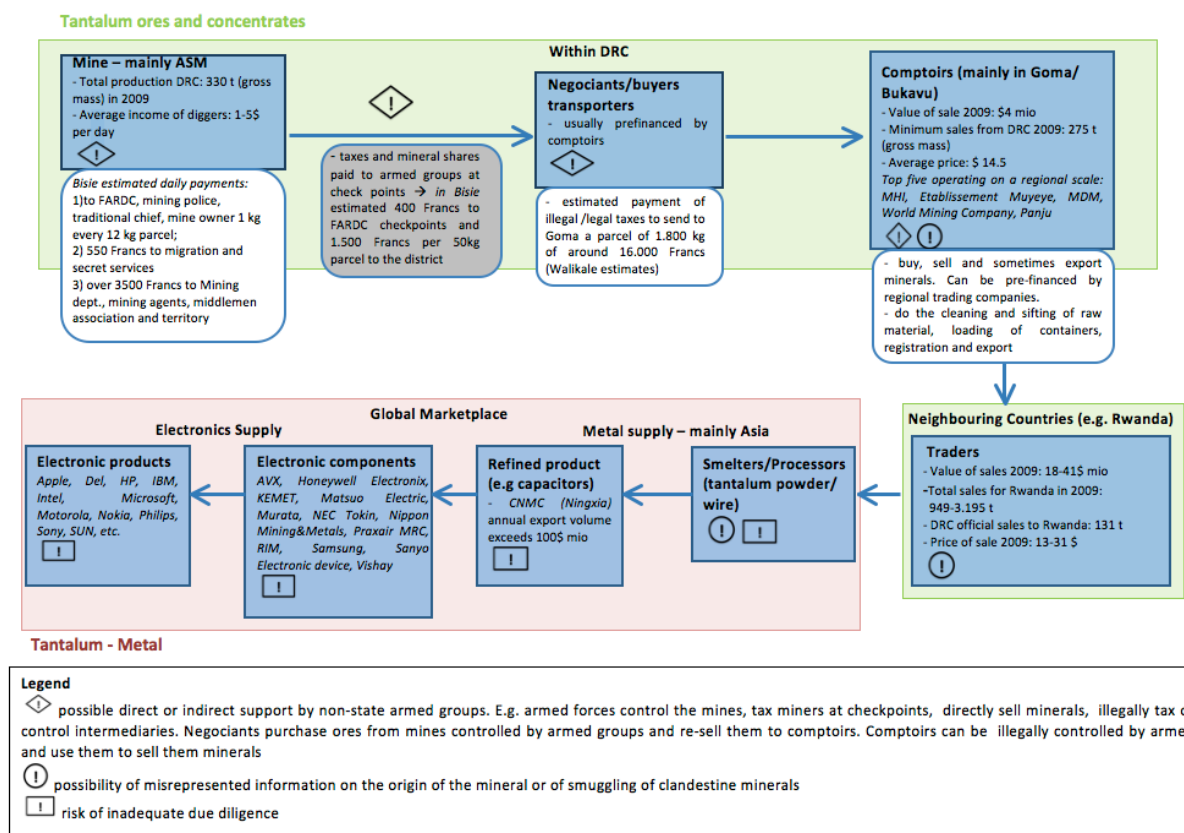 Tantalum ores and concentrates
Within DRC
Mine – mainly ASM
- Total production DRC: 330 t (gross
mass) in 2009
- Average income of diggers: 1-5$
per day
!
Bisie estimated daily payments:
1)to FARDC, mining police,
traditional chief, mine owner 1 kg
every 12 kg parcel;
2) 550 Francs to migration and
secret services
3) over 3500 Francs to Mining
dept., mining agents, middlemen
association and territory
!
- taxes and mineral shares
paid to armed groups at
check points → in Bisie
estimated 400 Francs to
FARDC checkpoints and
1.500 Francs per 50kg
parcel to the district
Negociants/buyers
transporters
- usually prefinanced by
comptoirs
!
- estimated payment of
illegal /legal taxes to send to
Goma a parcel of 1.800 kg
of around 16.000 Francs
(Walikale estimates)
Comptoirs (mainly in Goma/
Bukavu)
- Value of sale 2009: $4 mio
- Minimum sales from DRC 2009: 275 t
(gross mass)
- Average price: $ 14.5
Top five operating on a regional scale:
MHI, Etablissement Muyeye, MDM,
World Mining Company, Panju
! !
- buy, sell and sometimes export
minerals. Can be pre-financed by
regional trading companies.
- do the cleaning and sifting of raw
material, loading of containers,
registration and export
Neighbouring Countries (e.g. Rwanda)
Traders
- Value of sales 2009: 18-41$ mio
-Total sales for Rwanda in 2009:
949-3.195 t
- DRC official sales to Rwanda: 131 t
- Price of sale 2009: 13-31 $
!
Global Marketplace
Metal supply – mainly Asia
Smelters/Processors
(tantalum powder/
wire)
! !
Refined product
(e.g capacitors)
- CNMC (Ningxia)
annual export volume
exceeds 100$ mio
!
Electronics Supply
Electronic components
AVX, Honeywell Electronix,
KEMET, Matsuo Electric,
Murata, NEC Tokin, Nippon
Mining&Metals, Praxair MRC,
RIM, Samsung, Sanyo
Electronic device, Vishay
!
Electronic products
Apple, Del, HP, IBM,
Intel, Microsoft,
Motorola, Nokia, Philips,
Sony, SUN, etc.
!
Tantalum - Metal
Legend
! possible direct or indirect support by non-state armed groups. E.g. armed forces control the mines, tax miners at checkpoints, directly sell minerals, illegally tax
control intermediaries. Negociants purchase ores from mines controlled by armed groups and re-sell them to comptoirs. Comptoirs can be illegally controlled by
and use them to sell them minerals
! possibility of misrepresented information on the origin of the mineral or of smuggling of clandestine minerals
! risk of inadequate due diligence